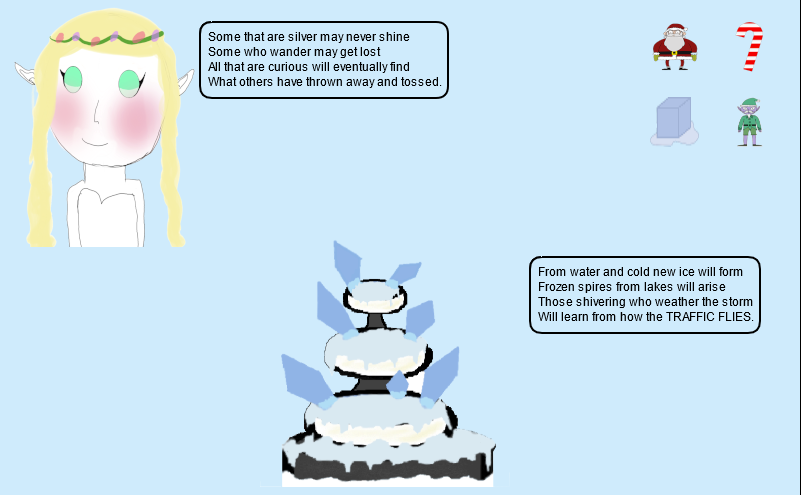 Some that are silver may never shine
Some who wander may get lost
All that are curious will eventually find
What others have thrown away and tossed.
From water and cold new ice will form
Frozen spires from lakes will arise
Those shivering who weather the storm
Will learn from how the TRAFFIC FLIES.